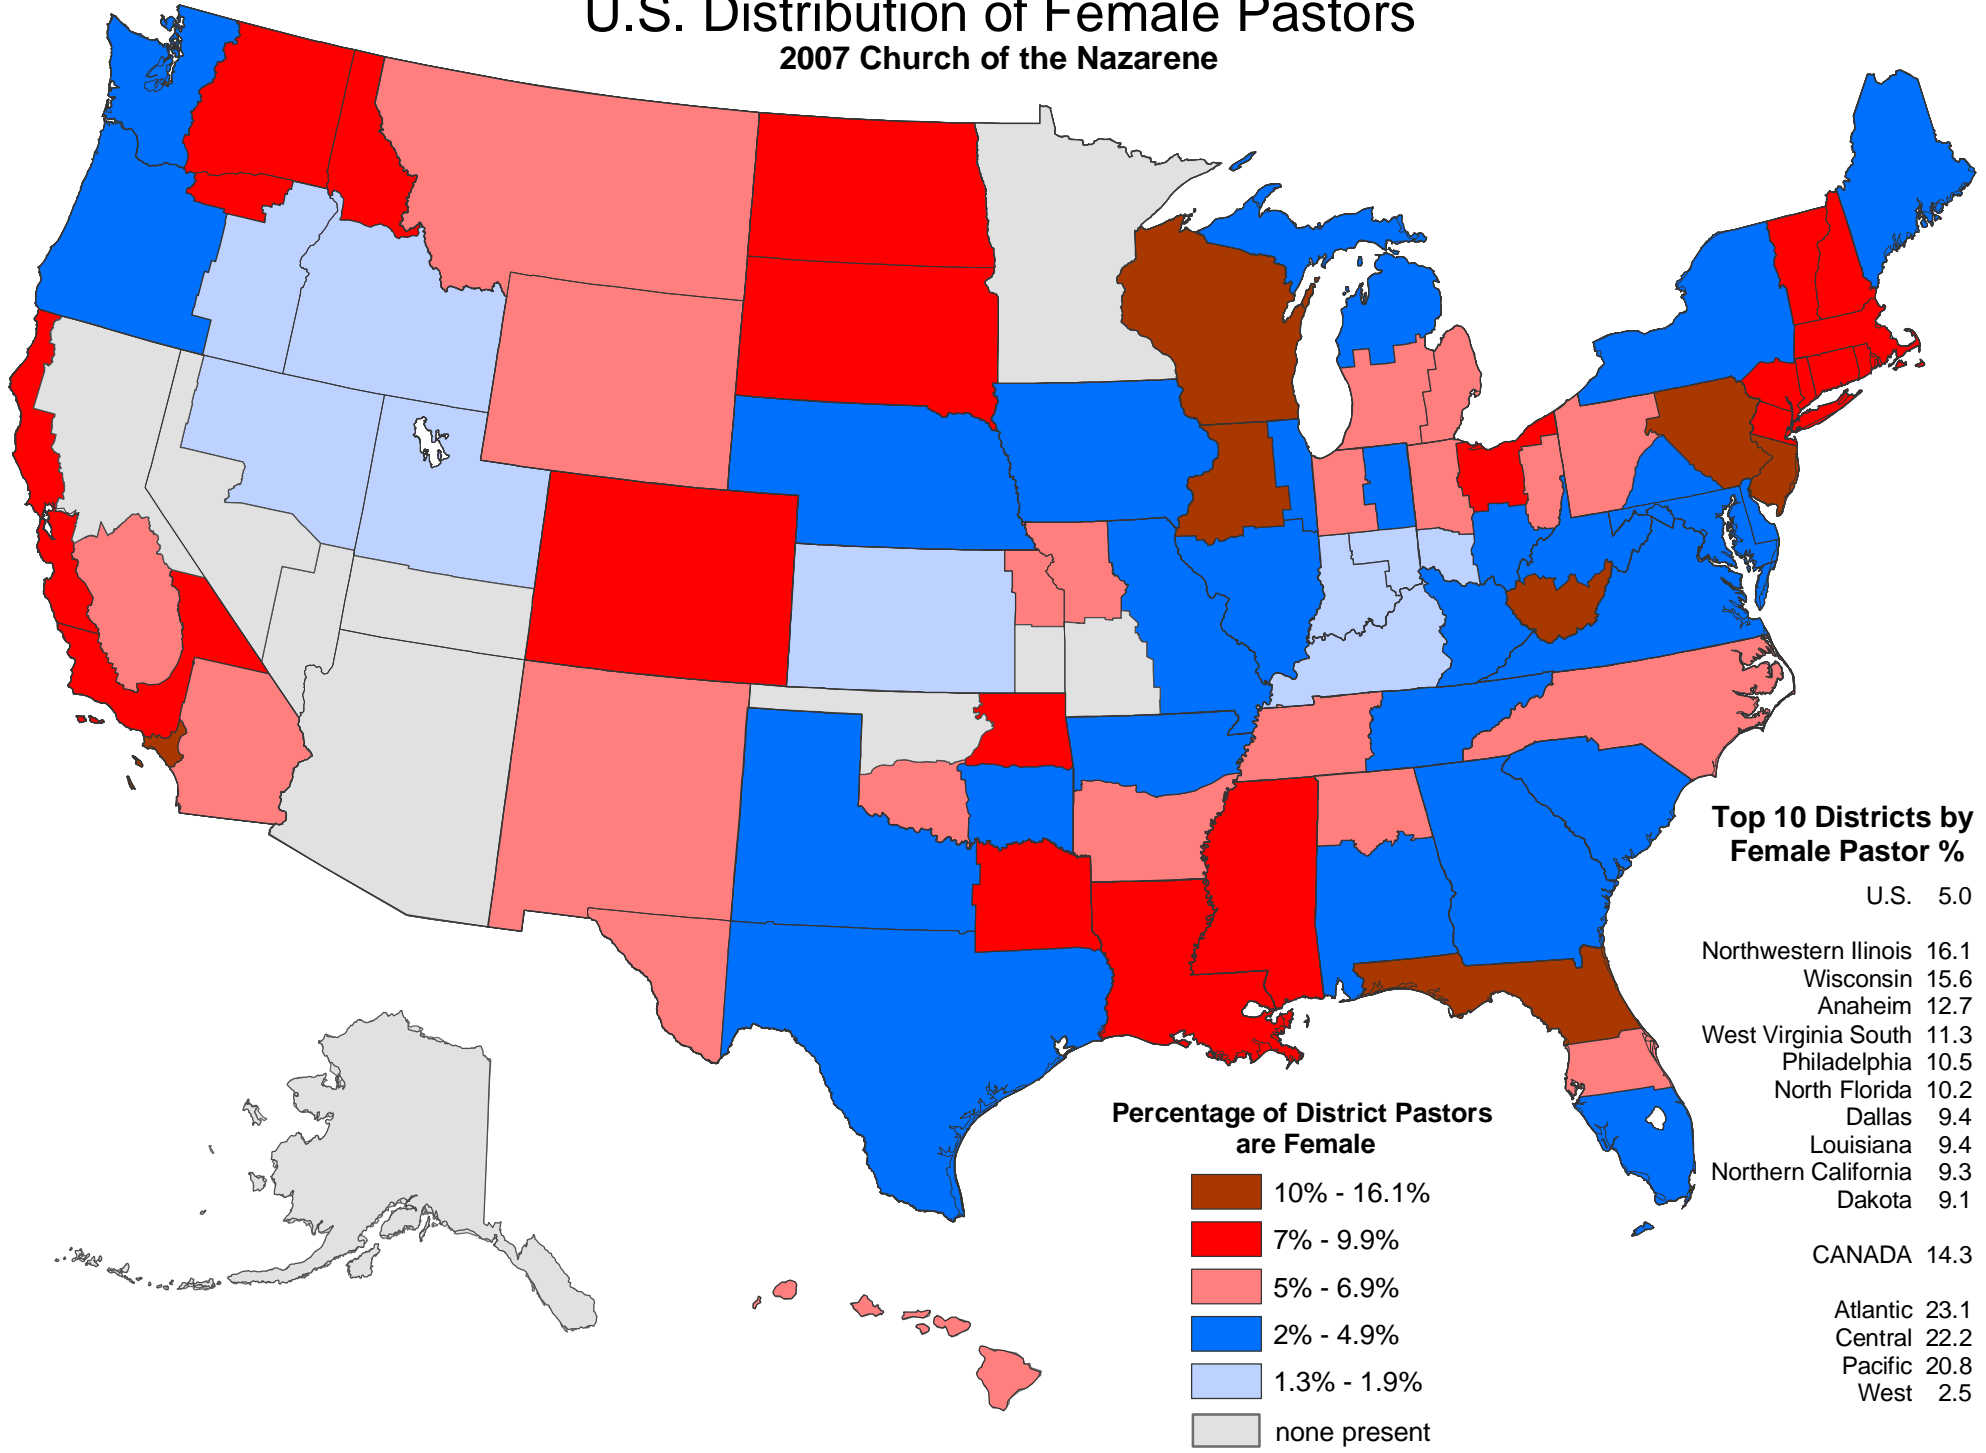 U.S. Distribution of Female Pastors
2007 Church of the Nazarene
Top 10 Districts by
Female Pastor %
U.S. 5.0
Northwestern Illinois 16.1
Wisconsin 15.6
Anaheim 12.7
West Virginia South 11.3
Philadelphia 10.5
North Florida 10.2
Dallas 9.4
Louisiana 9.4
Northern California 9.3
Dakota 9.1
CANADA 14.3
Atlantic 23.1
Central 22.2
Pacific 20.8
West 2.5
Percentage of District Pastors
are Female
10% - 16.1%
7% - 9.9%
5% - 6.9%
2% - 4.9%
1.3% - 1.9%
none present